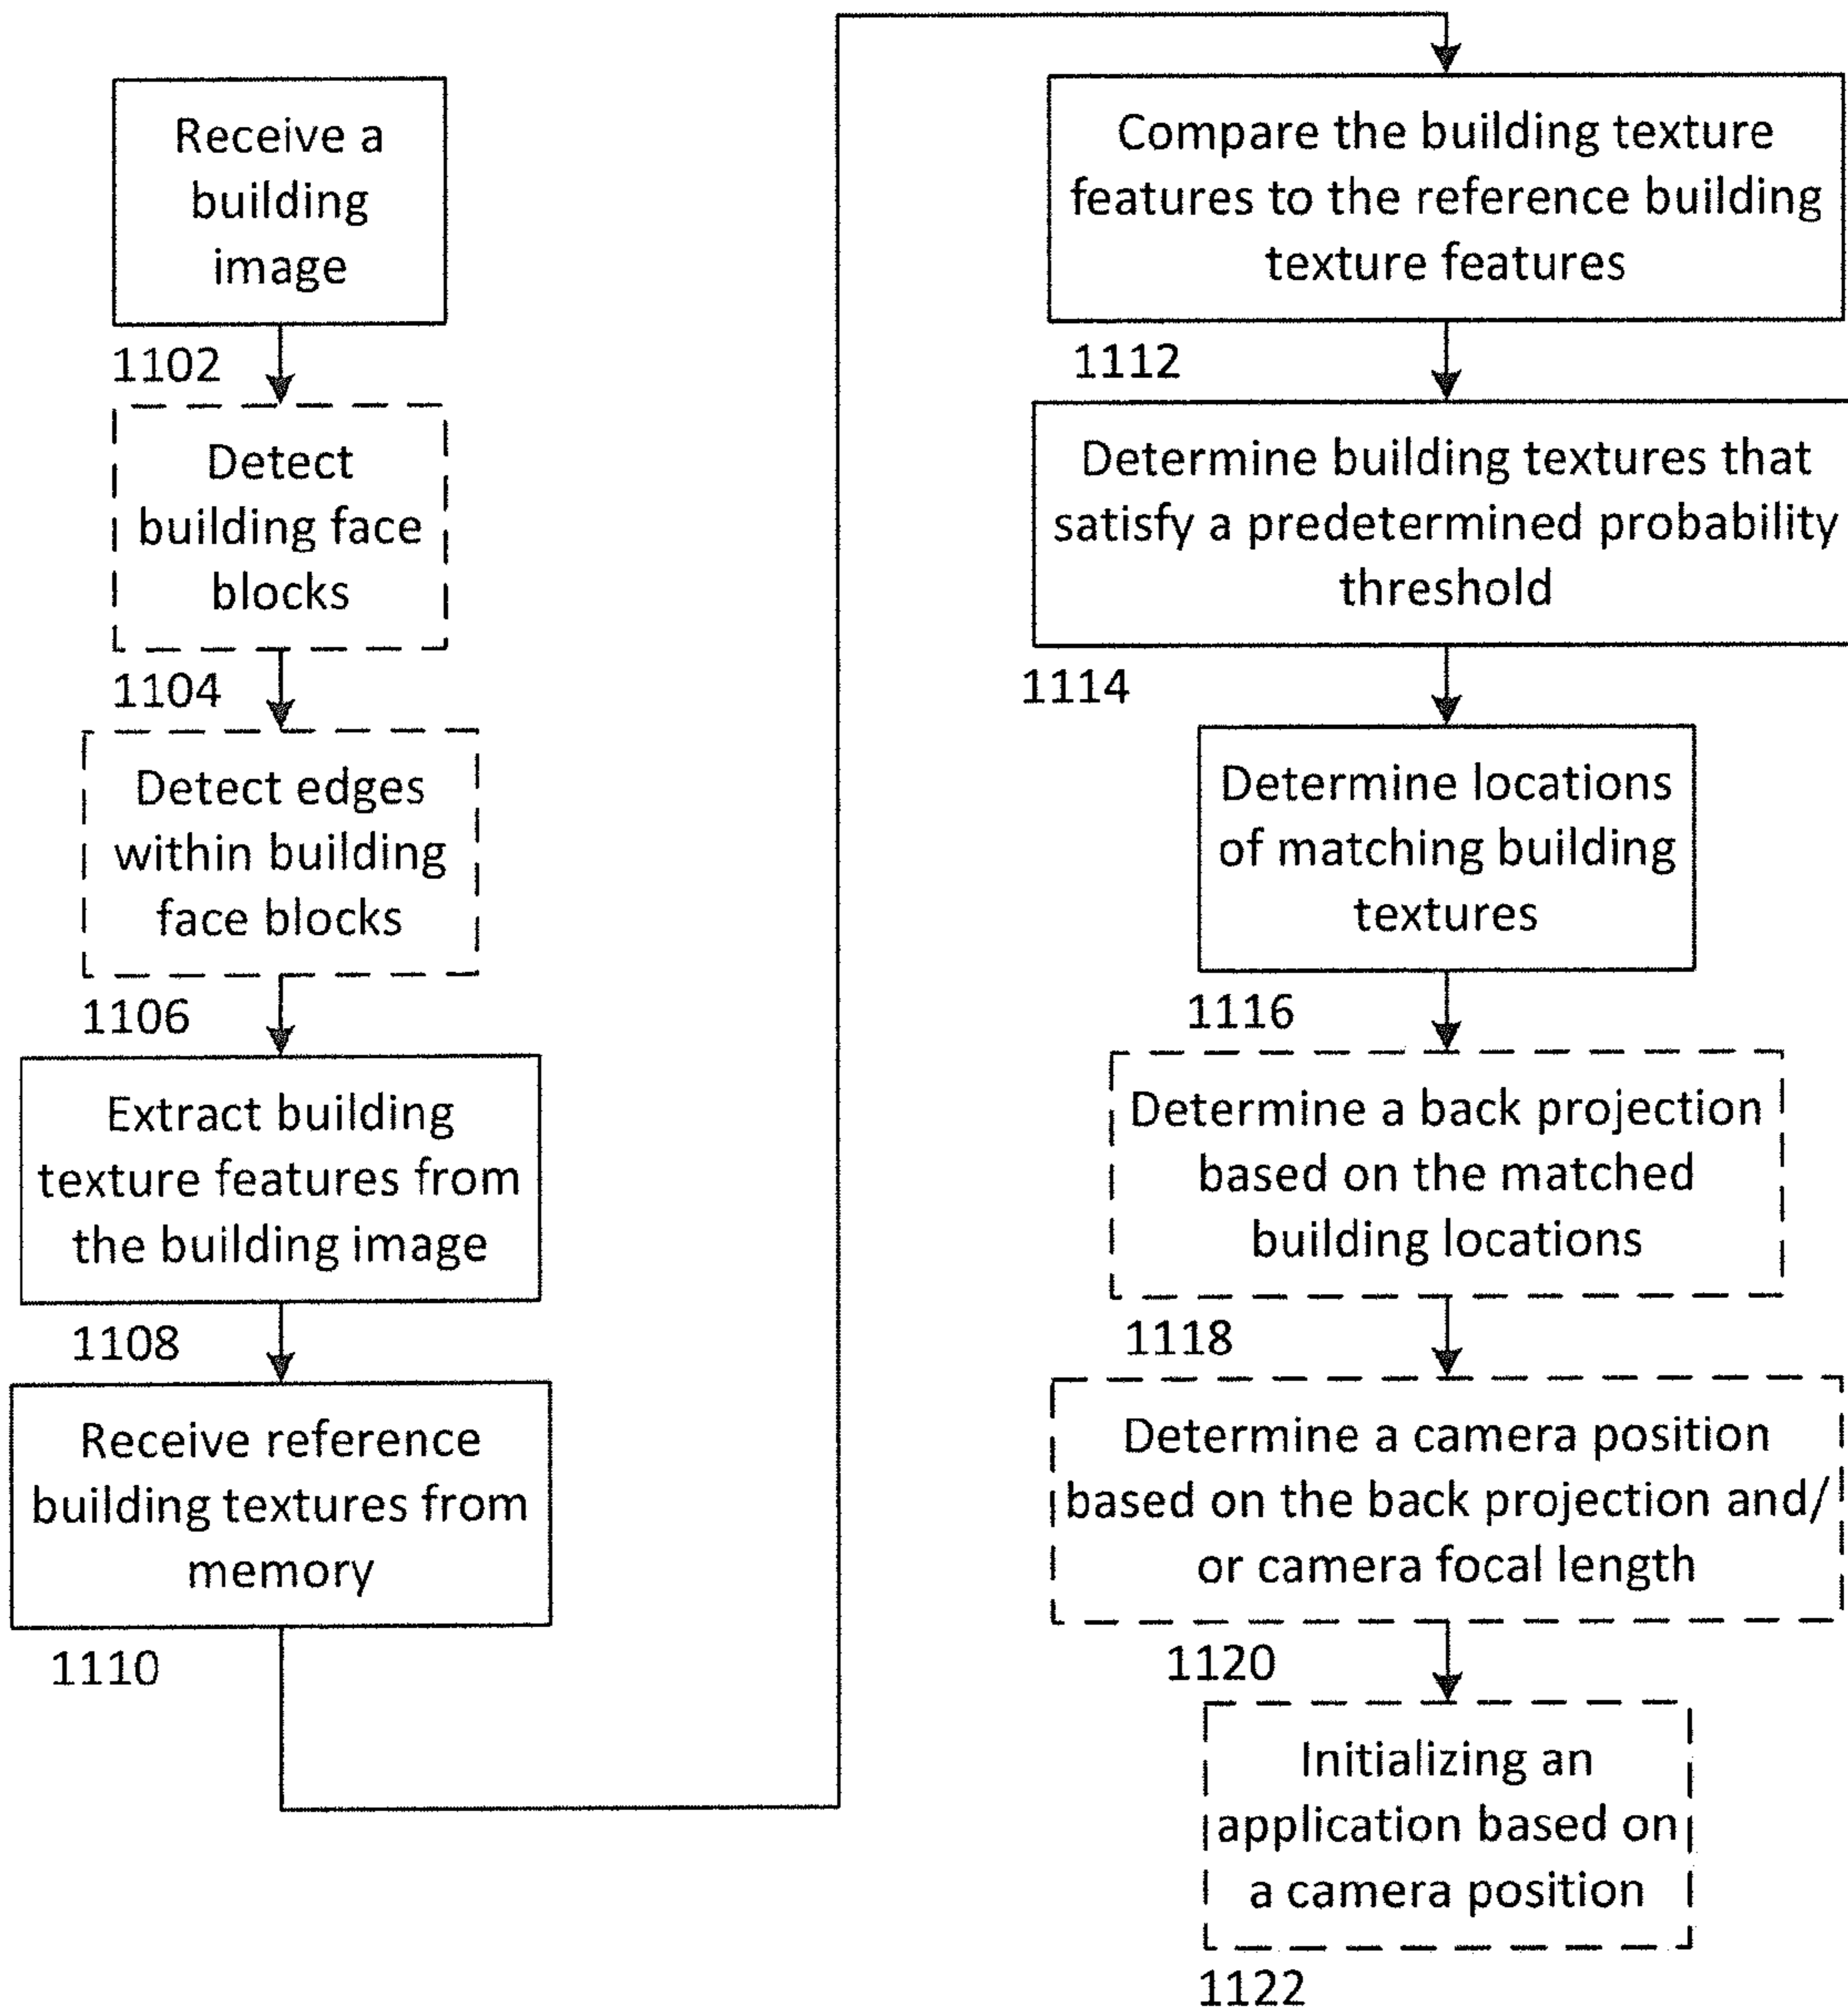 Receive a
building
image
1102
Detect
building face
blocks
1104
Detect edges
within building
face blocks
1106
Extract building
texture features from
the building image
1108
Receive reference
building textures from
memory
1110
Compare the building texture
features to the reference building
texture features
1112
Determine building textures that
satisfy a predetermined probability
threshold
1114
Determine locations
of matching building
textures
1116
Determine a back projection
based on the matched
building locations
1118
Determine a camera position
based on the back projection and/
or camera focal length
1120
Initializing an
application based on
a camera position
1122